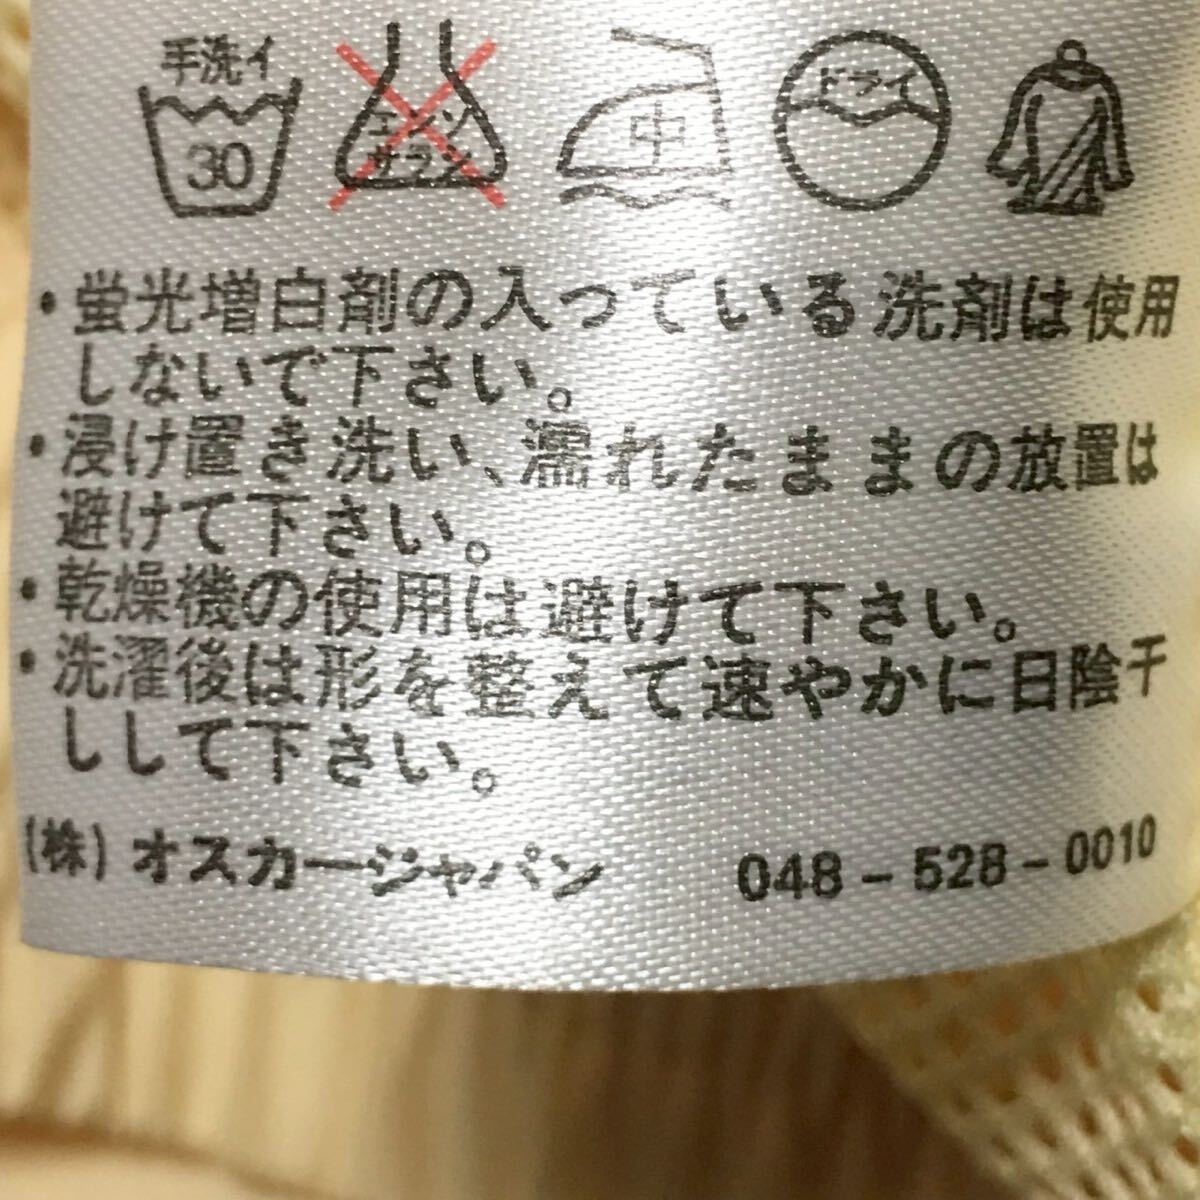 手洗イ
30
エンソ
サラシ
中
ドライ
・蛍光増白剤の入っている洗剤は使用
しないで下さい。
・浸け置き洗い、濡れたままの放置は
避けて下さい。
・乾燥機の使用は避けて下さい。
・洗濯後は形を整えて速やかに日陰干
ししして下さい。
(株)オスカージャパン 048-528-0010